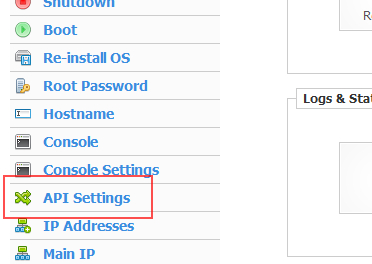 Shutdown
Boot
Re-install OS
Root Password
Hostname
Console
Console Settings
API Settings
IP Addresses
Main IP
Logs & Stat